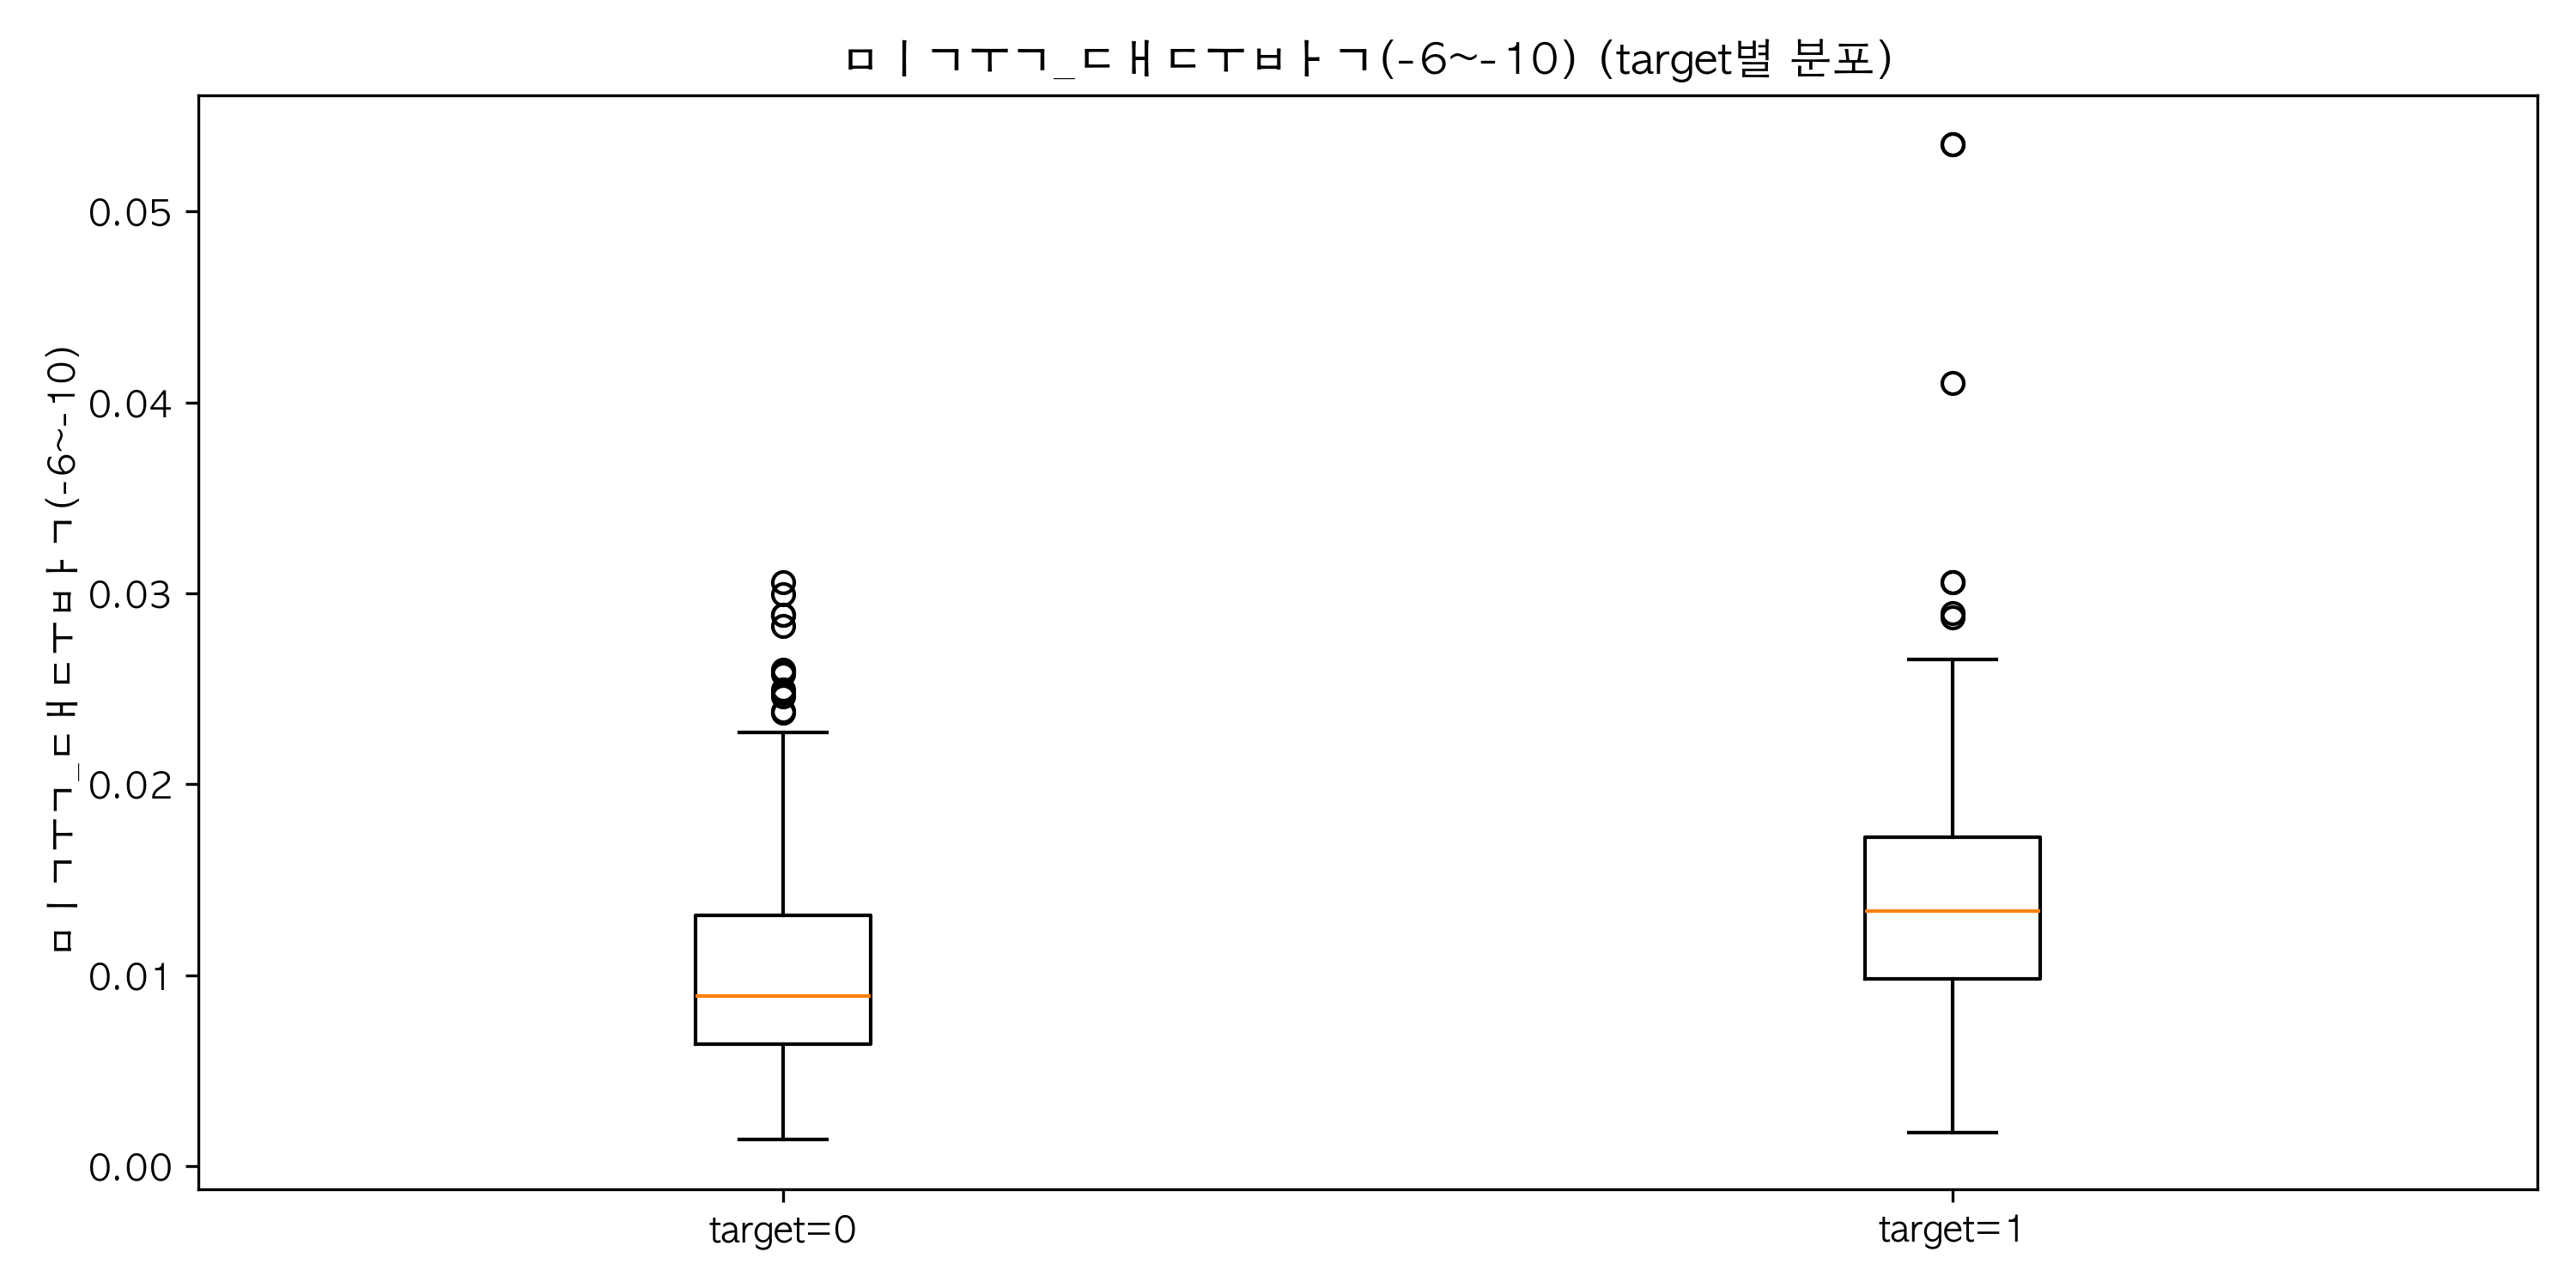 ㅁㅣㄱㅜㄱ_ㄷㅐㄷㅜㅂㅏㄱ(-6~-10) (target별 분포)
ㅁㅣㄱㅜㄱ_ㄷㅐㄷㅜㅂㅏㄱ(-6~-10)
0.05
0.04
0.03
0.02
0.01
0.00
target=0
target=1